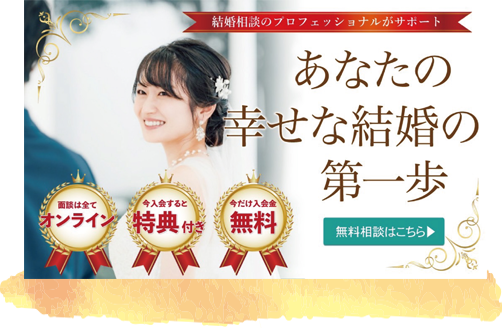 結婚相談のプロフェッショナルがサポート
あなたの
幸せな結婚の
第一歩
面談は全て
オンライン
今入会すると
特典付き
今だけ入会金
無料
無料相談はこちら▶